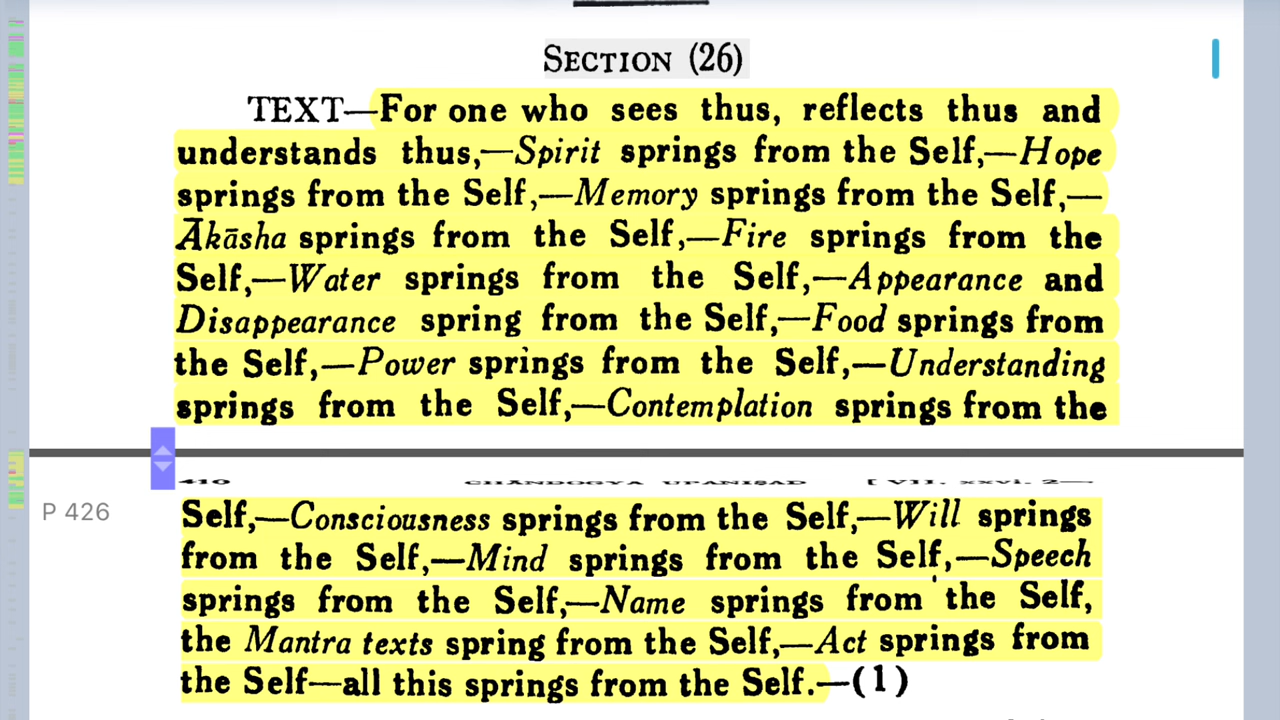 SECTION (26)
TEXT—For one who sees thus, reflects thus and
understands thus,—Spirit springs from the Self,—Hope
springs from the Self,—Memory springs from the Self,—
Ākāsha springs from the Self,—Fire springs from the
Self,—Water springs from the Self,—Appearance and
Disappearance spring from the Self,—Food springs from
the Self,—Power springs from the Self,—Understanding
springs from the Self,—Contemplation springs from the
410 CHĀNDOGYA UPANIṢAD [ VII. xxvi. 2—
P 426
Self,—Consciousness springs from the Self,—Will springs
from the Self,—Mind springs from the Self,—Speech
springs from the Self,—Name springs from the Self,
the Mantra texts spring from the Self,—Act springs from
the Self—all this springs from the Self.—(1)